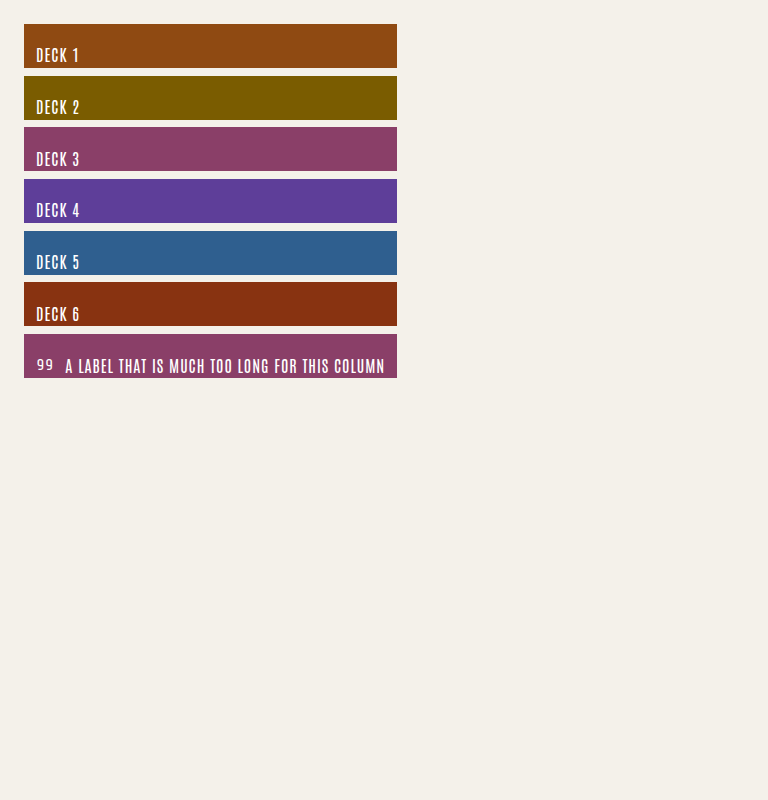 DECK 1
DECK 2
DECK 3
DECK 4
DECK 5
DECK 6
99 A LABEL THAT IS MUCH TOO LONG FOR THIS COLUMN